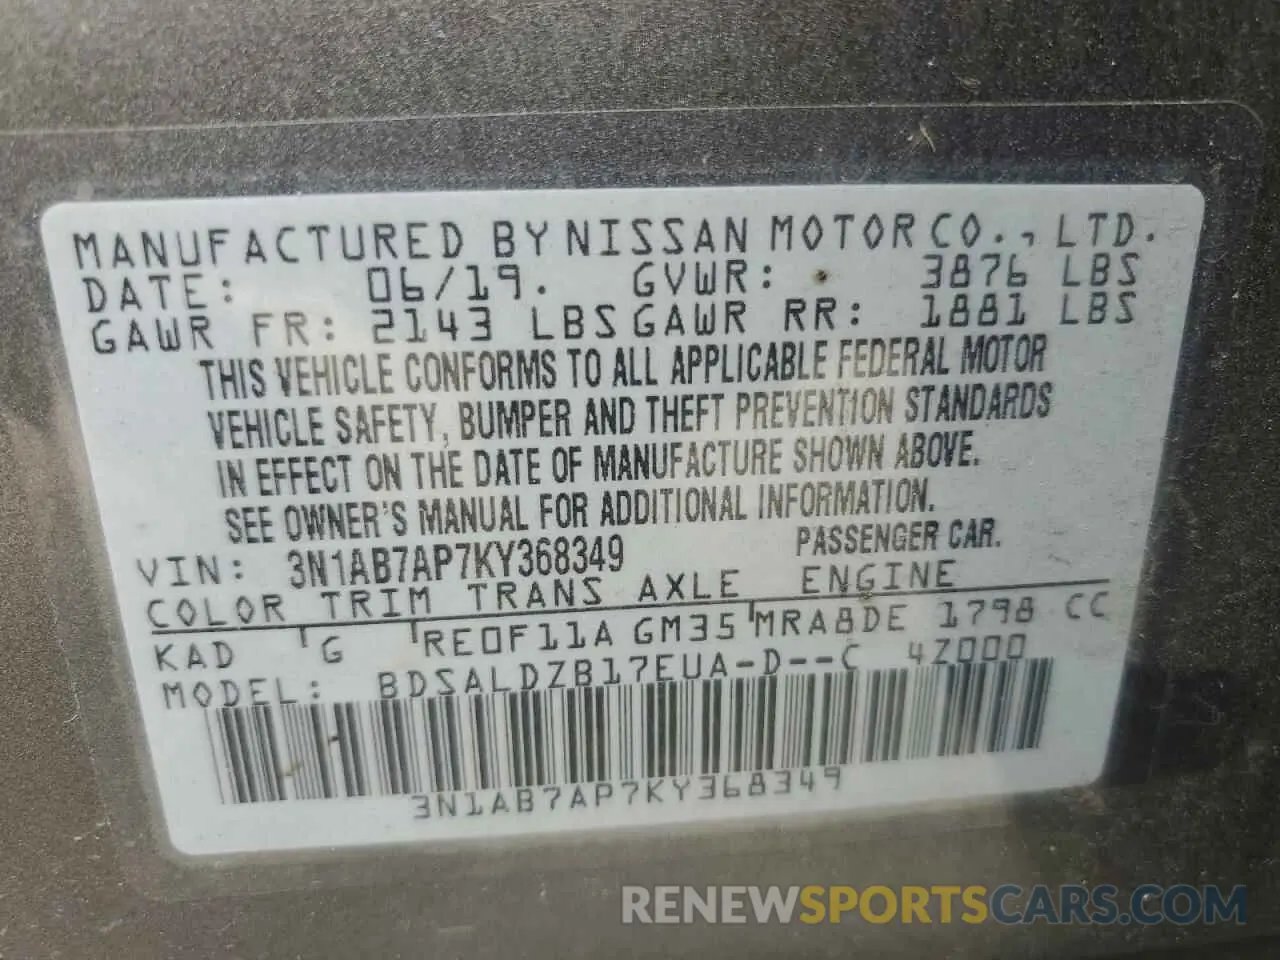 MANUFACTURED BY NISSAN MOTOR CO., LTD.
DATE: 06/19. GVWR: 3876 LBS
GAWR FR: 2143 LBS GAWR RR: 1881 LBS
THIS VEHICLE CONFORMS TO ALL APPLICABLE FEDERAL MOTOR
VEHICLE SAFETY, BUMPER AND THEFT PREVENTION STANDARDS
IN EFFECT ON THE DATE OF MANUFACTURE SHOWN ABOVE.
SEE OWNER'S MANUAL FOR ADDITIONAL INFORMATION.
VIN: 3N1AB7AP7KY368349 PASSENGER CAR.
COLOR TRIM TRANS AXLE ENGINE
KAD G RE0F11A GM35 MRA8DE 1798 CC
MODEL: BDSALDZB17EUA-D--C 4Z000
3N1AB7AP7KY368349
RENEWSPORTSCARS.COM